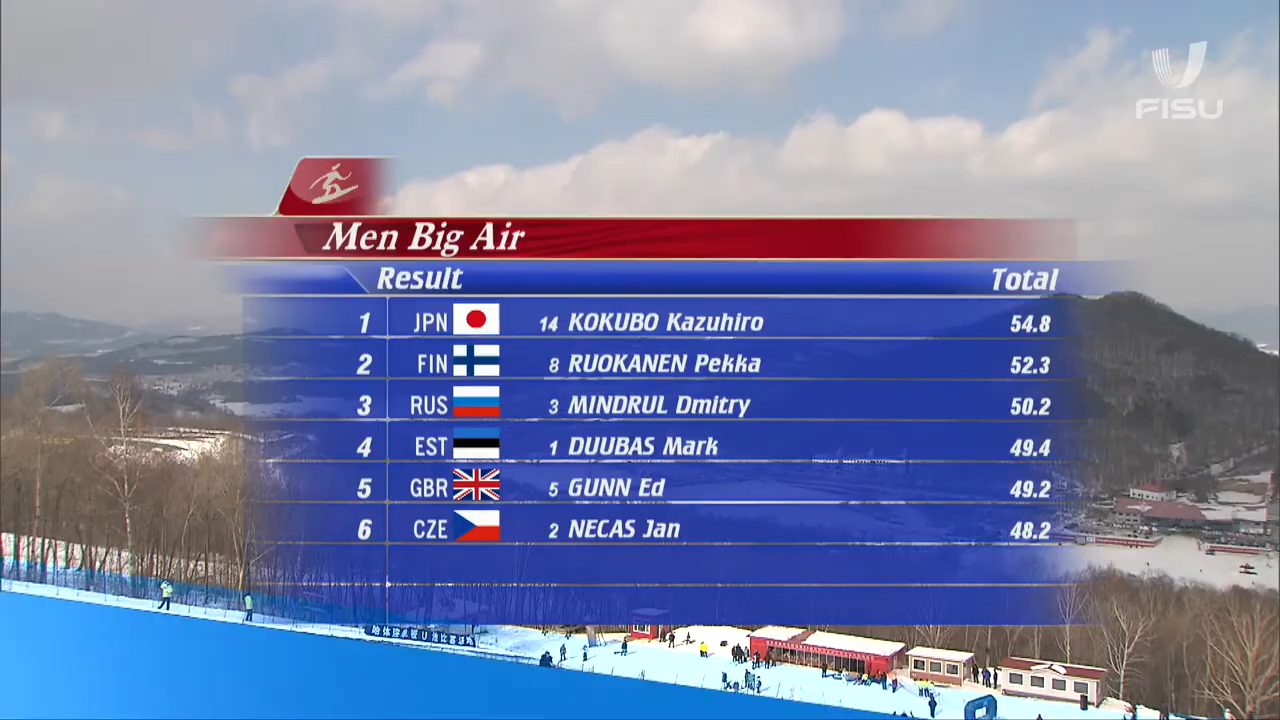 FISU
Men Big Air
Result Total
1 JPN 14 KOKUBO Kazuhiro 54.8
2 FIN 8 RUOKANEN Pekka 52.3
3 RUS 3 MINDRUL Dmitry 50.2
4 EST 1 DUUBAS Mark 49.4
5 GBR 5 GUNN Ed 49.2
6 CZE 2 NECAS Jan 48.2